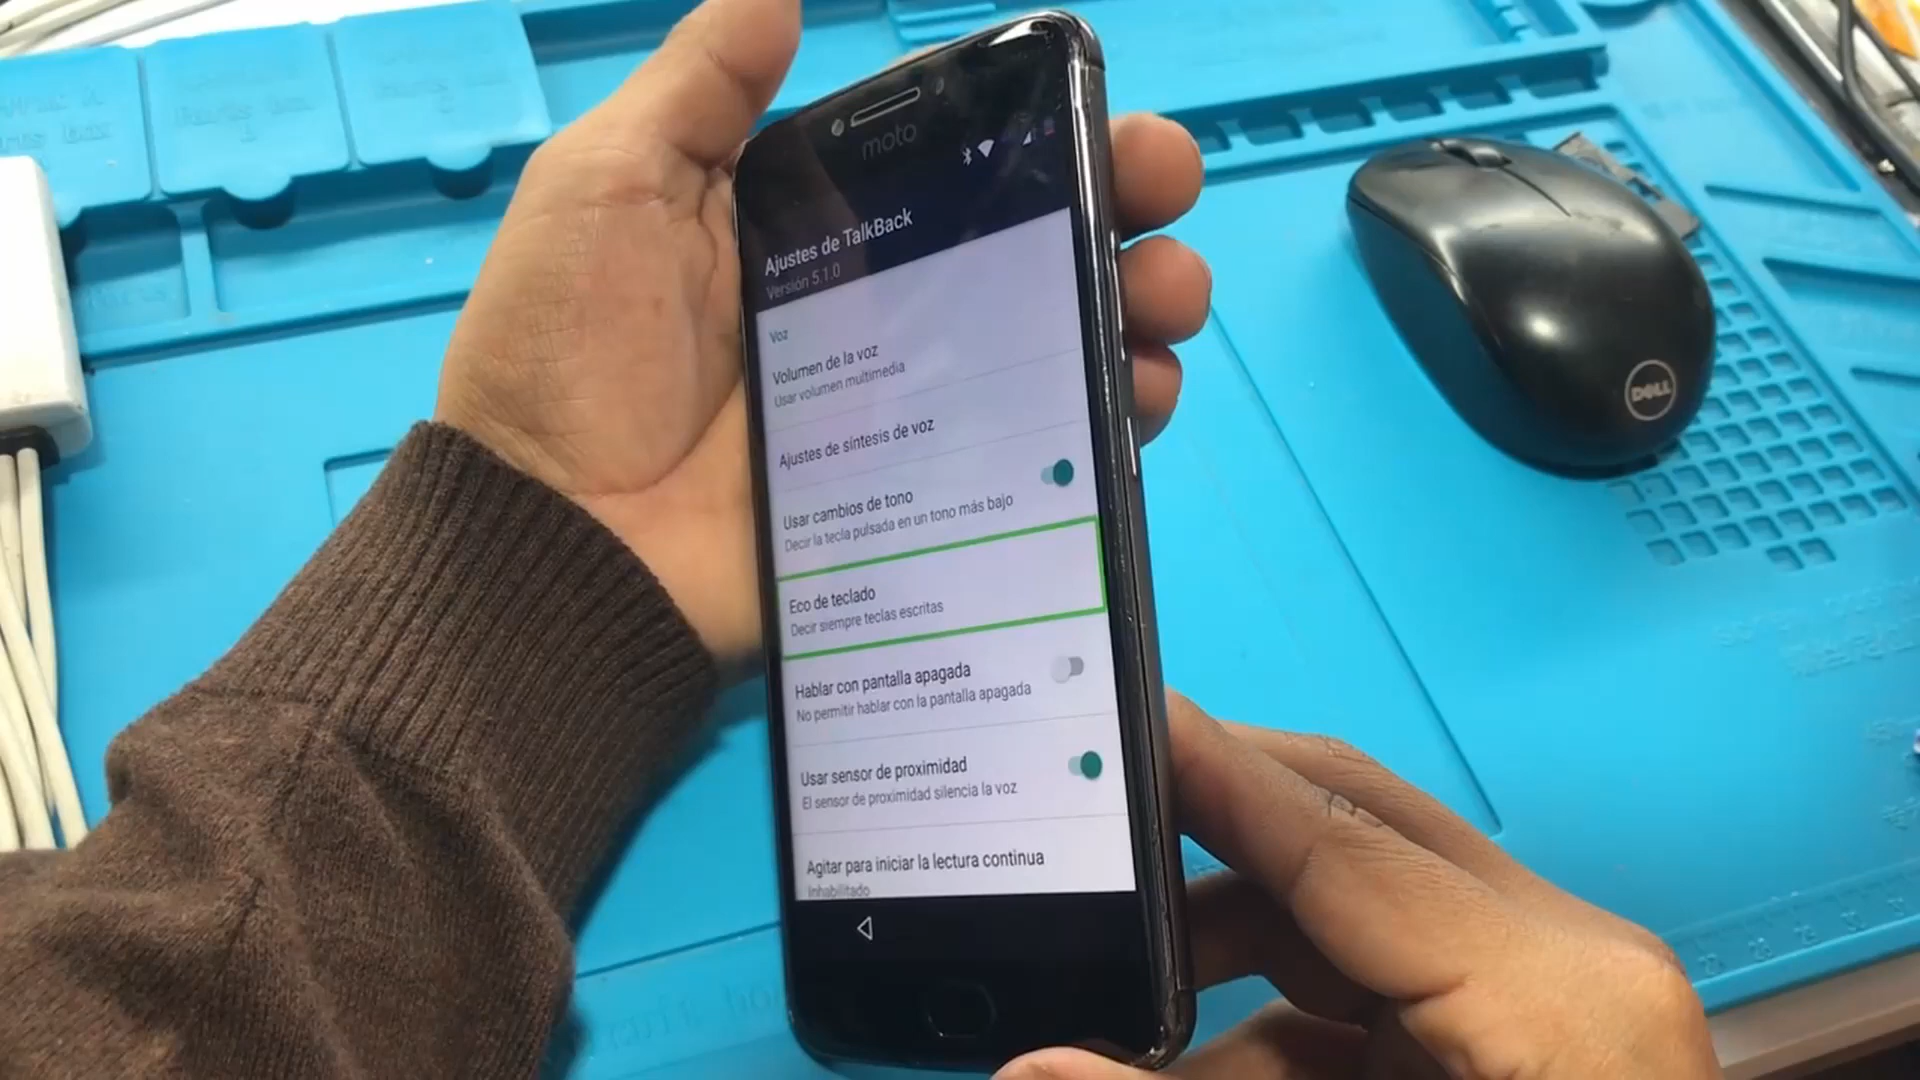 moto
Ajustes de TalkBack
Versión 5.1.0
Voz
Volumen de la voz
Usar volumen multimedia
Ajustes de síntesis de voz
Usar cambios de tono
Decir la tecla pulsada en un tono más bajo
Eco de teclado
Decir siempre teclas escritas
Hablar con pantalla apagada
No permitir hablar con la pantalla apagada
Usar sensor de proximidad
El sensor de proximidad silencia la voz
Agitar para iniciar la lectura continua
Inhabilitado
DELL